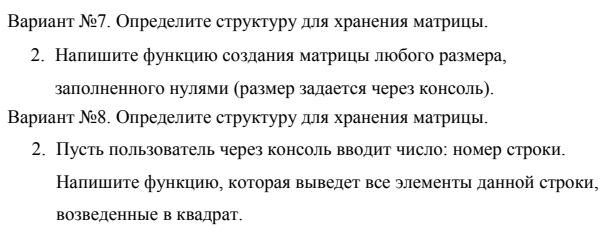 Вариант №7. Определите структуру для хранения матрицы.
2. Напишите функцию создания матрицы любого размера,
заполненного нулями (размер задается через консоль).
Вариант №8. Определите структуру для хранения матрицы.
2. Пусть пользователь через консоль вводит число: номер строки.
Напишите функцию, которая выведет все элементы данной строки,
возведенные в квадрат.